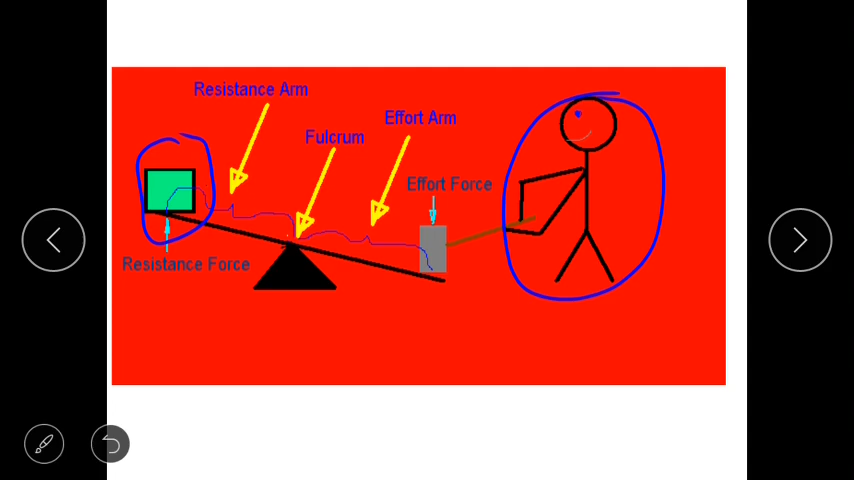 Resistance Arm
Effort Arm
Fulcrum
Effort Force
Resistance Force